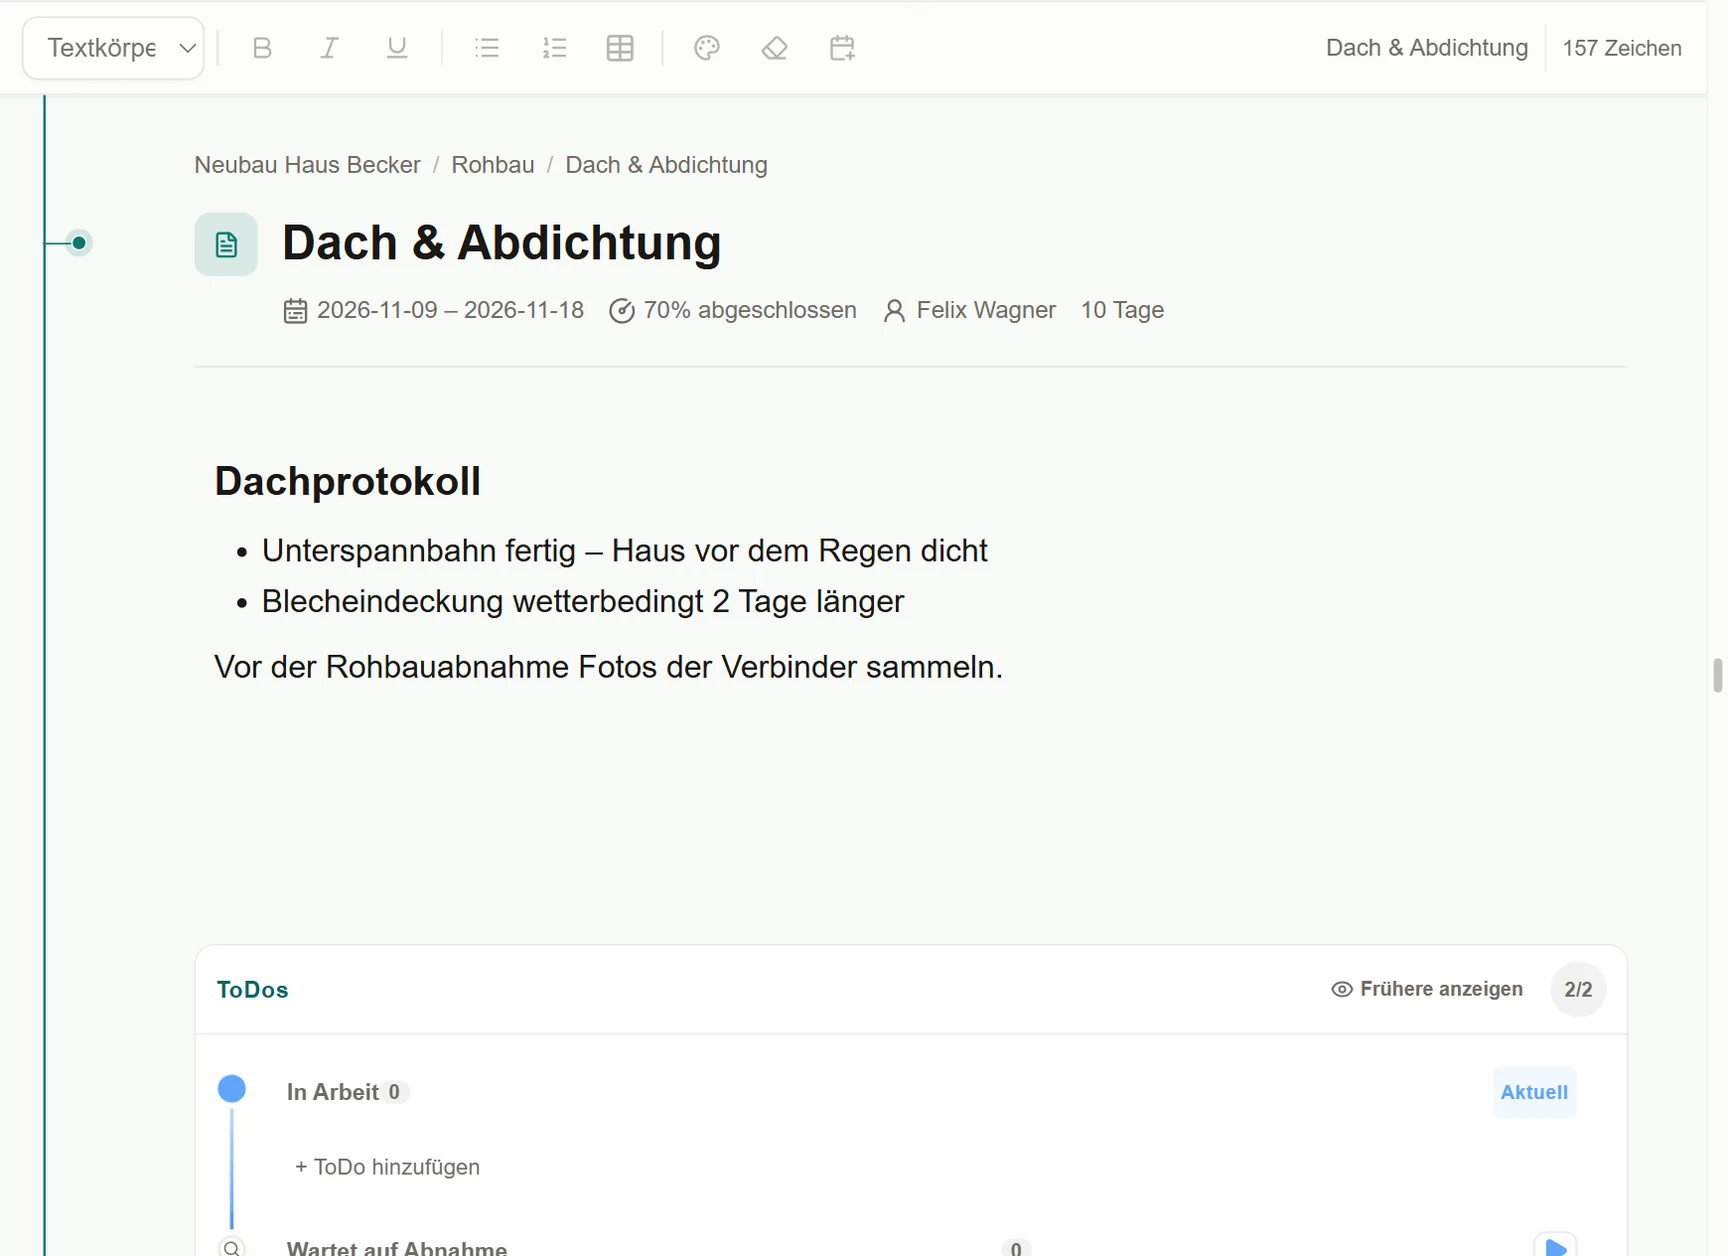 Textkörpe
Dach & Abdichtung
157 Zeichen
Neubau Haus Becker / Rohbau / Dach & Abdichtung
Dach & Abdichtung
2026-11-09 – 2026-11-18 70% abgeschlossen Felix Wagner 10 Tage
Dachprotokoll
• Unterspannbahn fertig – Haus vor dem Regen dicht
• Blecheindeckung wetterbedingt 2 Tage länger
Vor der Rohbauabnahme Fotos der Verbinder sammeln.
ToDos
Frühere anzeigen
2/2
In Arbeit 0
Aktuell
+ ToDo hinzufügen
Wartet auf Abnahme
0